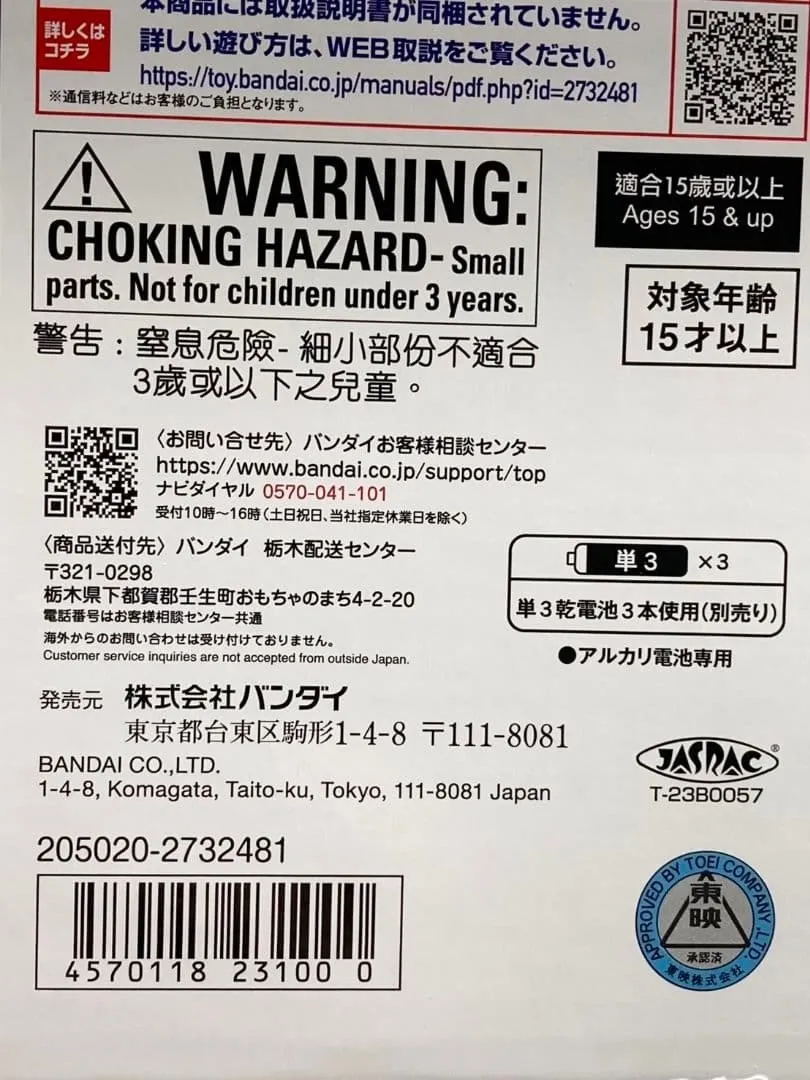 本商品には取扱説明書が同梱されていません。
詳しい遊び方は、WEB取説をご覧ください。
詳しくは
コチラ
https://toy.bandai.co.jp/manuals/pdf.php?id=2732481
※通信料などはお客様のご負担となります。
WARNING:
CHOKING HAZARD- Small
parts. Not for children under 3 years.
適合15歲或以上
Ages 15 & up
対象年齢
15才以上
警告：窒息危險- 細小部份不適合
3歲或以下之兒童。
〈お問い合せ先〉バンダイお客様相談センター
https://www.bandai.co.jp/support/top
ナビダイヤル 0570-041-101
受付10時〜16時(土日祝日、当社指定休業日を除く)
〈商品送付先〉バンダイ 栃木配送センター
〒321-0298
栃木県下都賀郡壬生町おもちゃのまち4-2-20
電話番号はお客様相談センター共通
海外からのお問い合わせは受け付けておりません。
Customer service inquiries are not accepted from outside Japan.
単3 ×3
単3乾電池3本使用(別売り)
●アルカリ電池専用
発売元 株式会社バンダイ
東京都台東区駒形1-4-8 〒111-8081
BANDAI CO.,LTD.
1-4-8, Komagata, Taito-ku, Tokyo, 111-8081 Japan
JASRAC®
T-23B0057
205020-2732481
4570118 23100 0
APPROVED BY TOEI COMPANY,LTD.
東映
承認済
東映株式会社